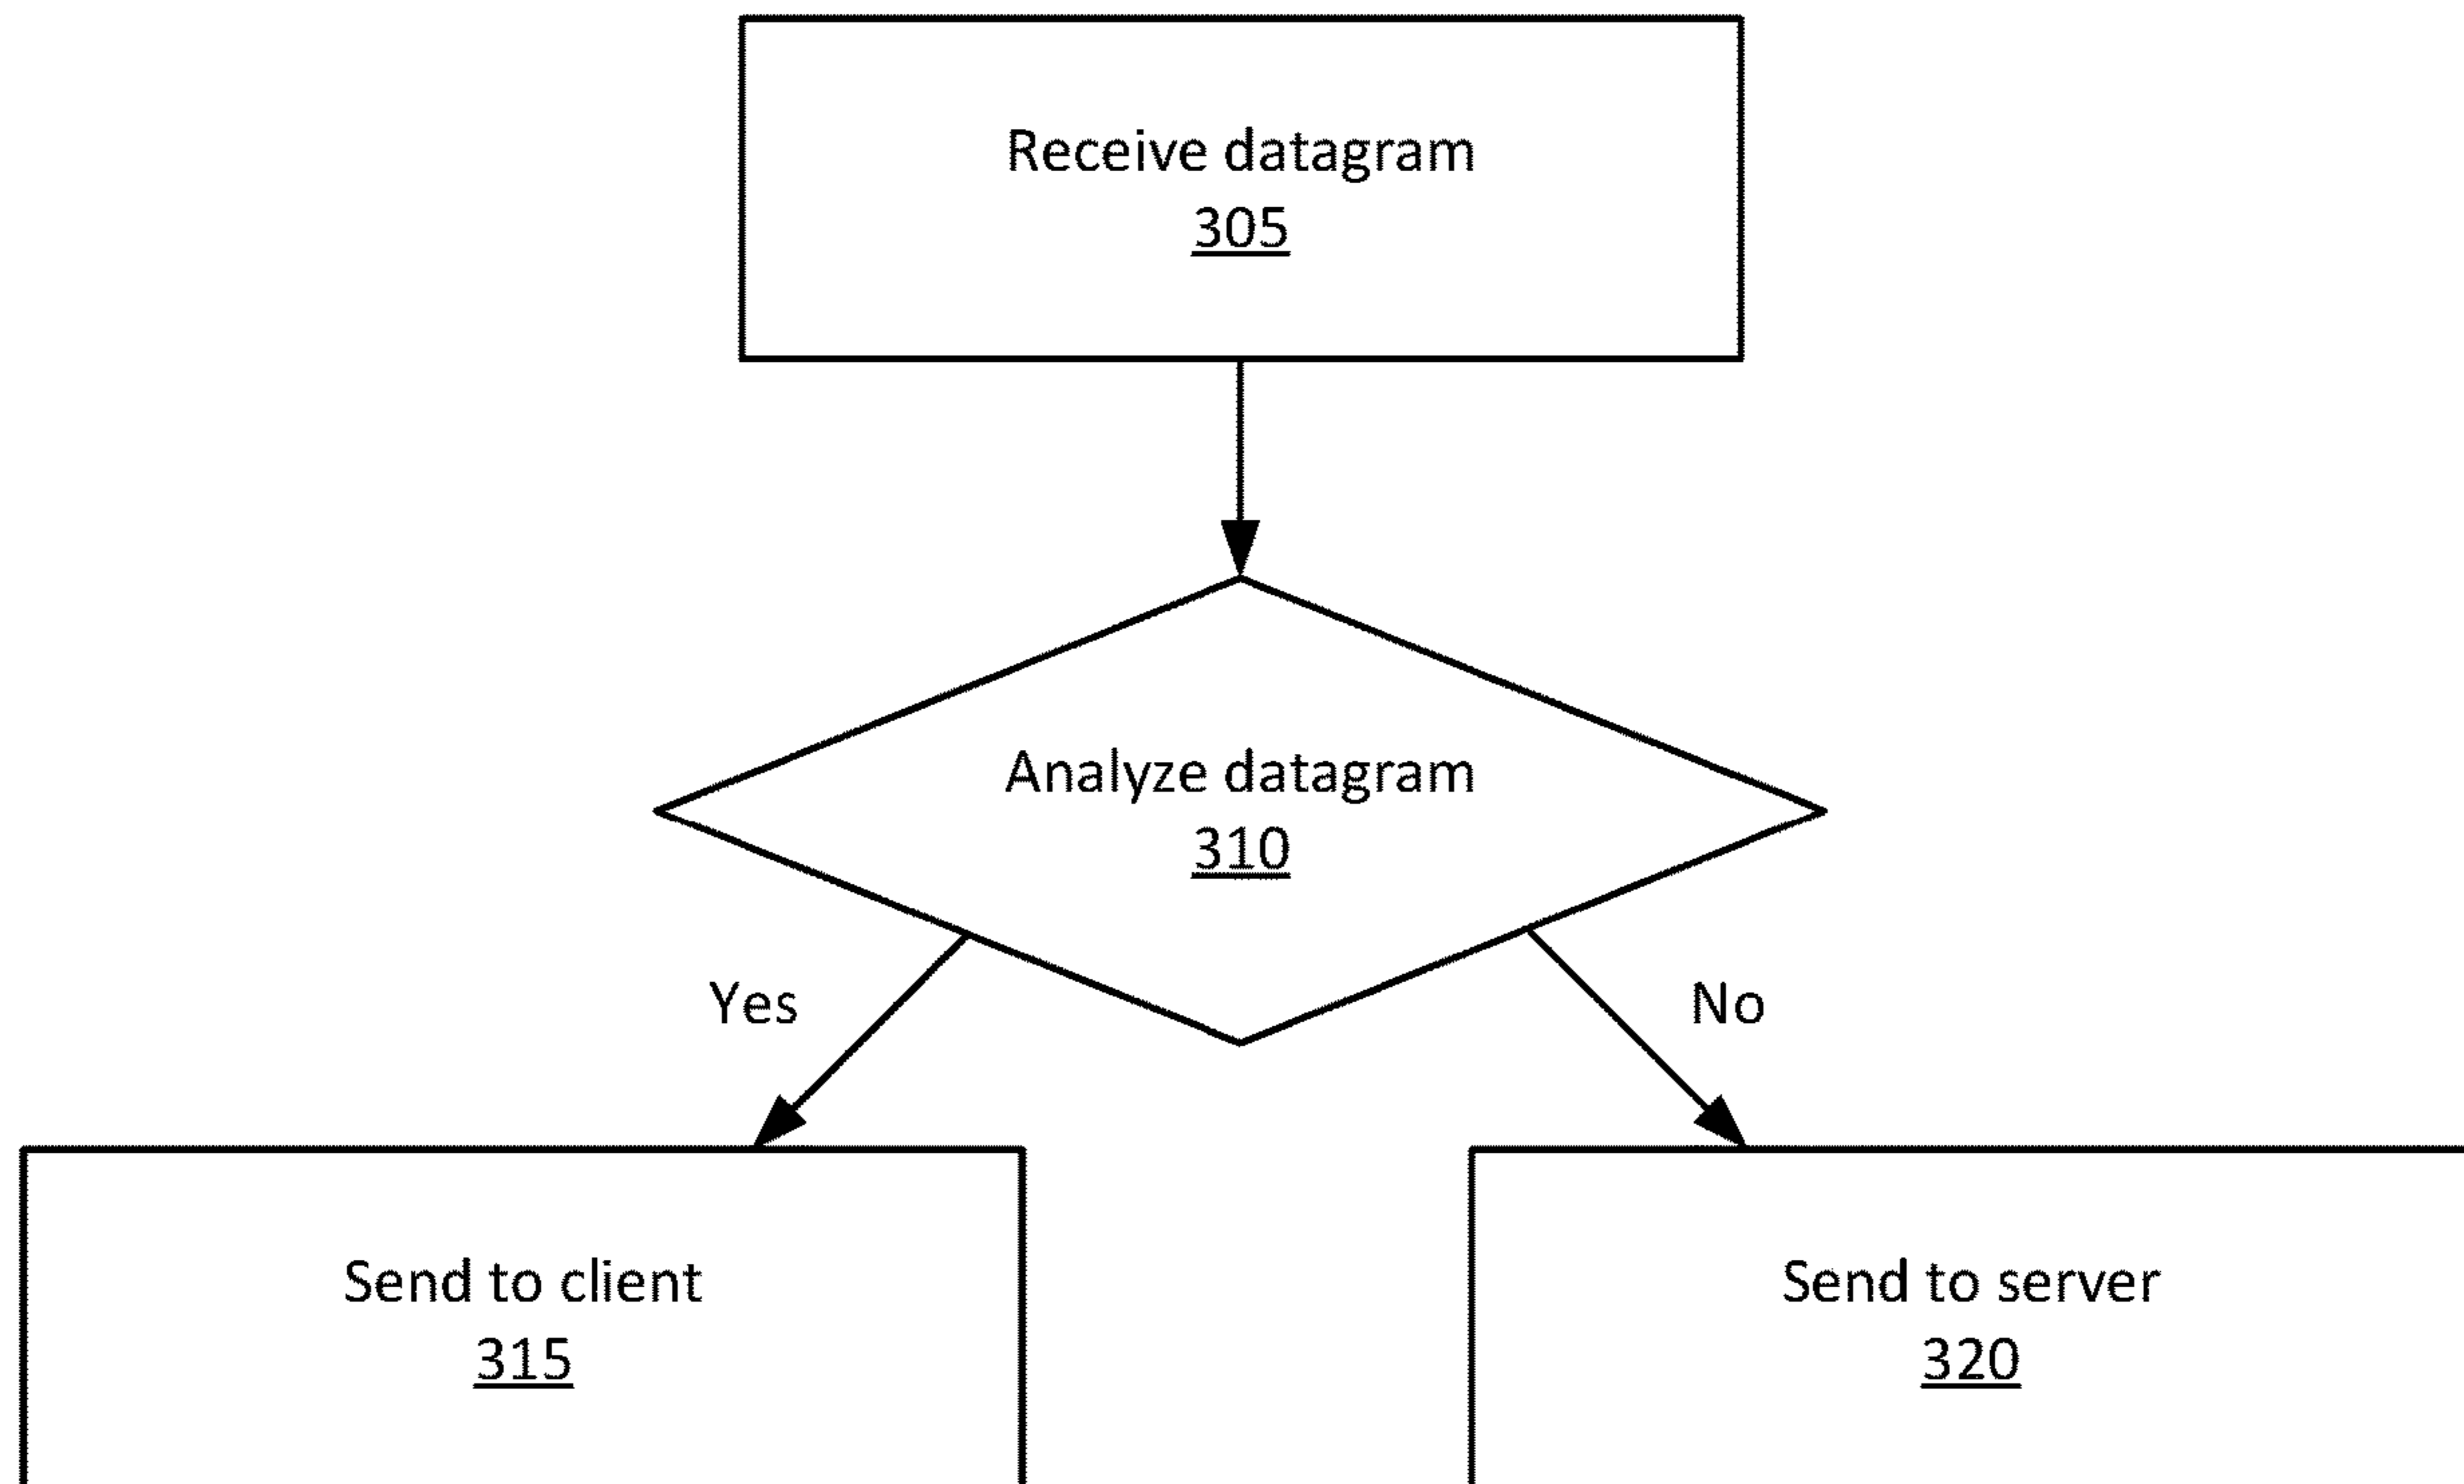 Receive datagram
305
Analyze datagram
310
Yes
No
Send to client
315
Send to server
320